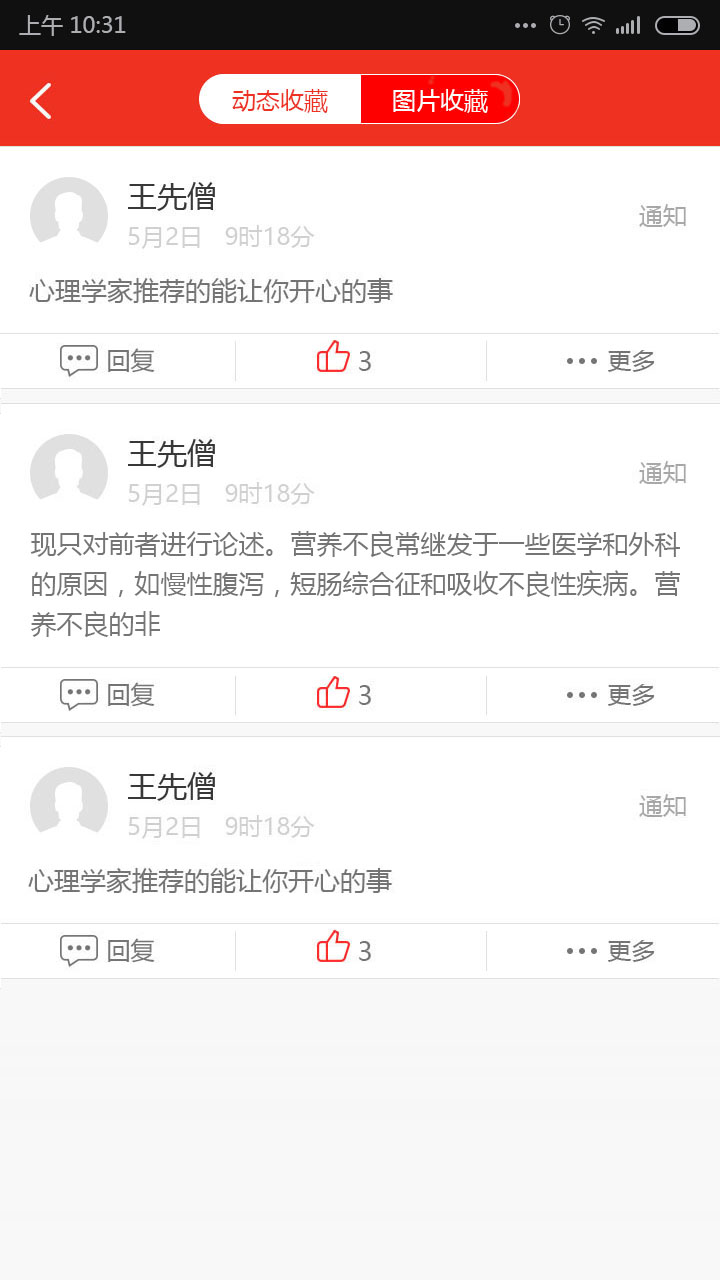 上午 10:31
动态收藏 图片收藏
王先僧
5月2日 9时18分
通知
心理学家推荐的能让你开心的事
回复 3 更多
王先僧
5月2日 9时18分
通知
现只对前者进行论述。营养不良常继发于一些医学和外科
的原因，如慢性腹泻，短肠综合征和吸收不良性疾病。营
养不良的非
回复 3 更多
王先僧
5月2日 9时18分
通知
心理学家推荐的能让你开心的事
回复 3 更多